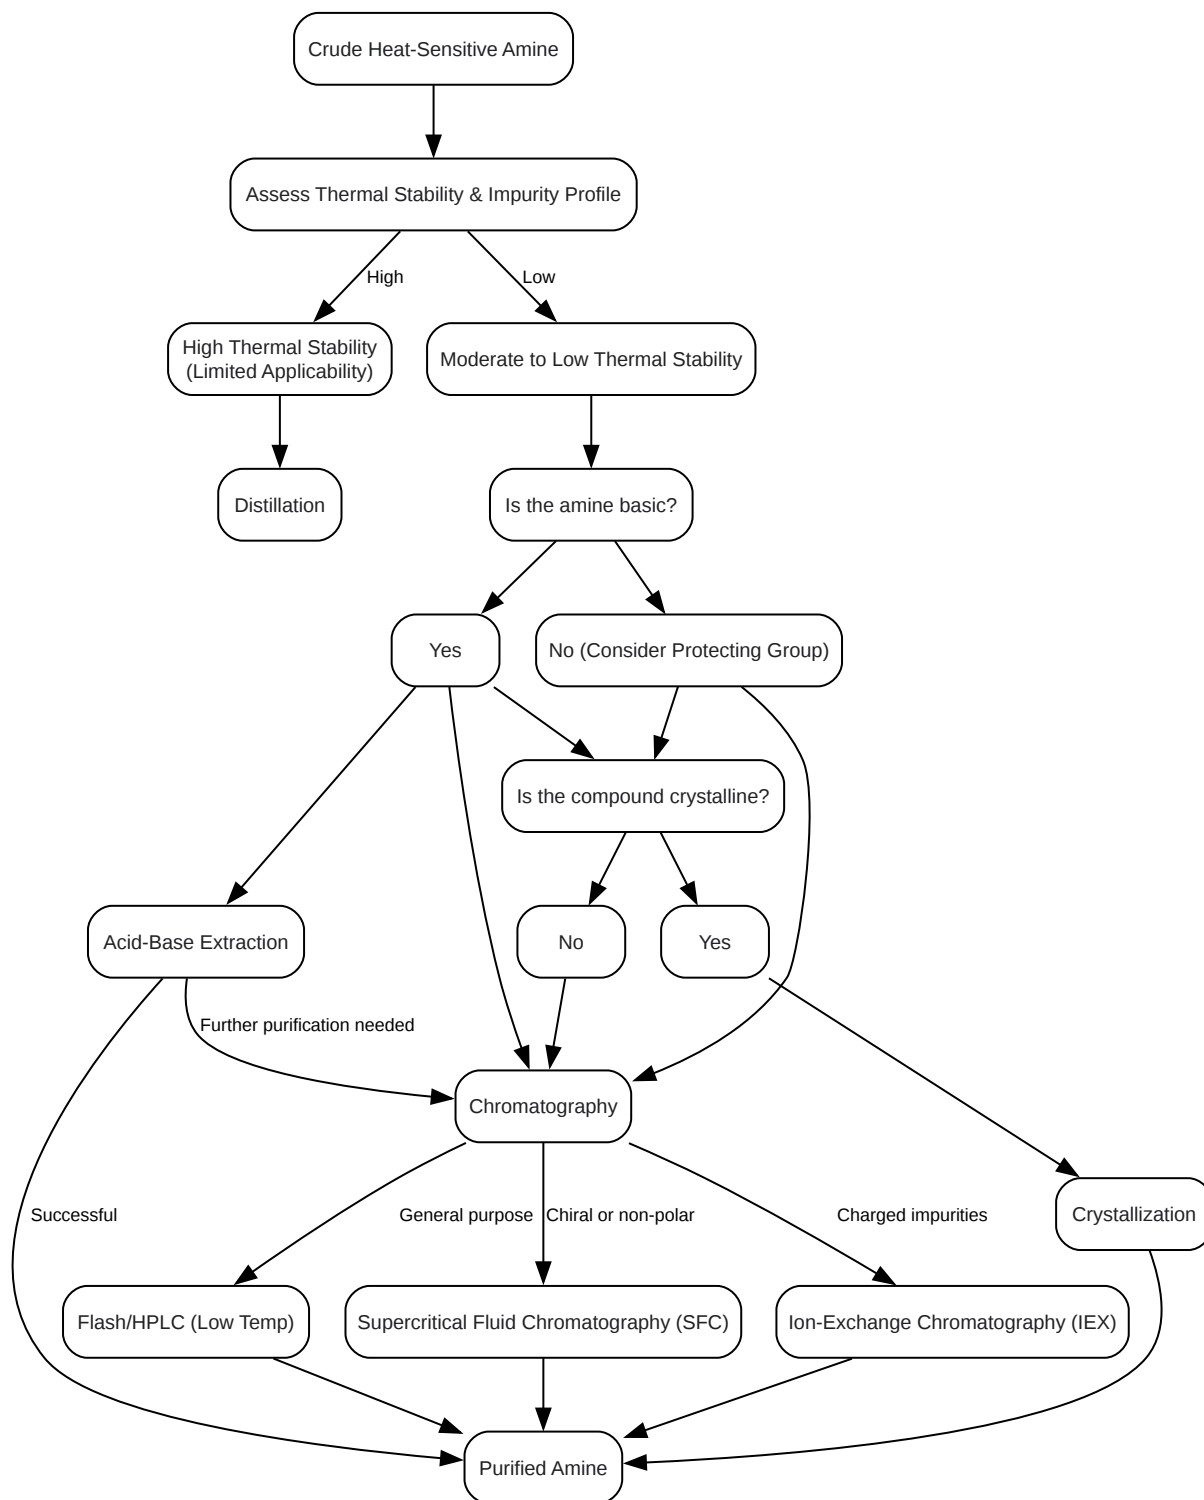 Crude Heat-Sensitive Amine
Assess Thermal Stability & Impurity Profile
High
Low
High Thermal Stability
(Limited Applicability)
Moderate to Low Thermal Stability
Distillation
Is the amine basic?
Yes
No (Consider Protecting Group)
Is the compound crystalline?
Acid-Base Extraction
No
Yes
Further purification needed
Chromatography
Successful
General purpose
Chiral or non-polar
Charged impurities
Crystallization
Flash/HPLC (Low Temp)
Supercritical Fluid Chromatography (SFC)
Ion-Exchange Chromatography (IEX)
Purified Amine